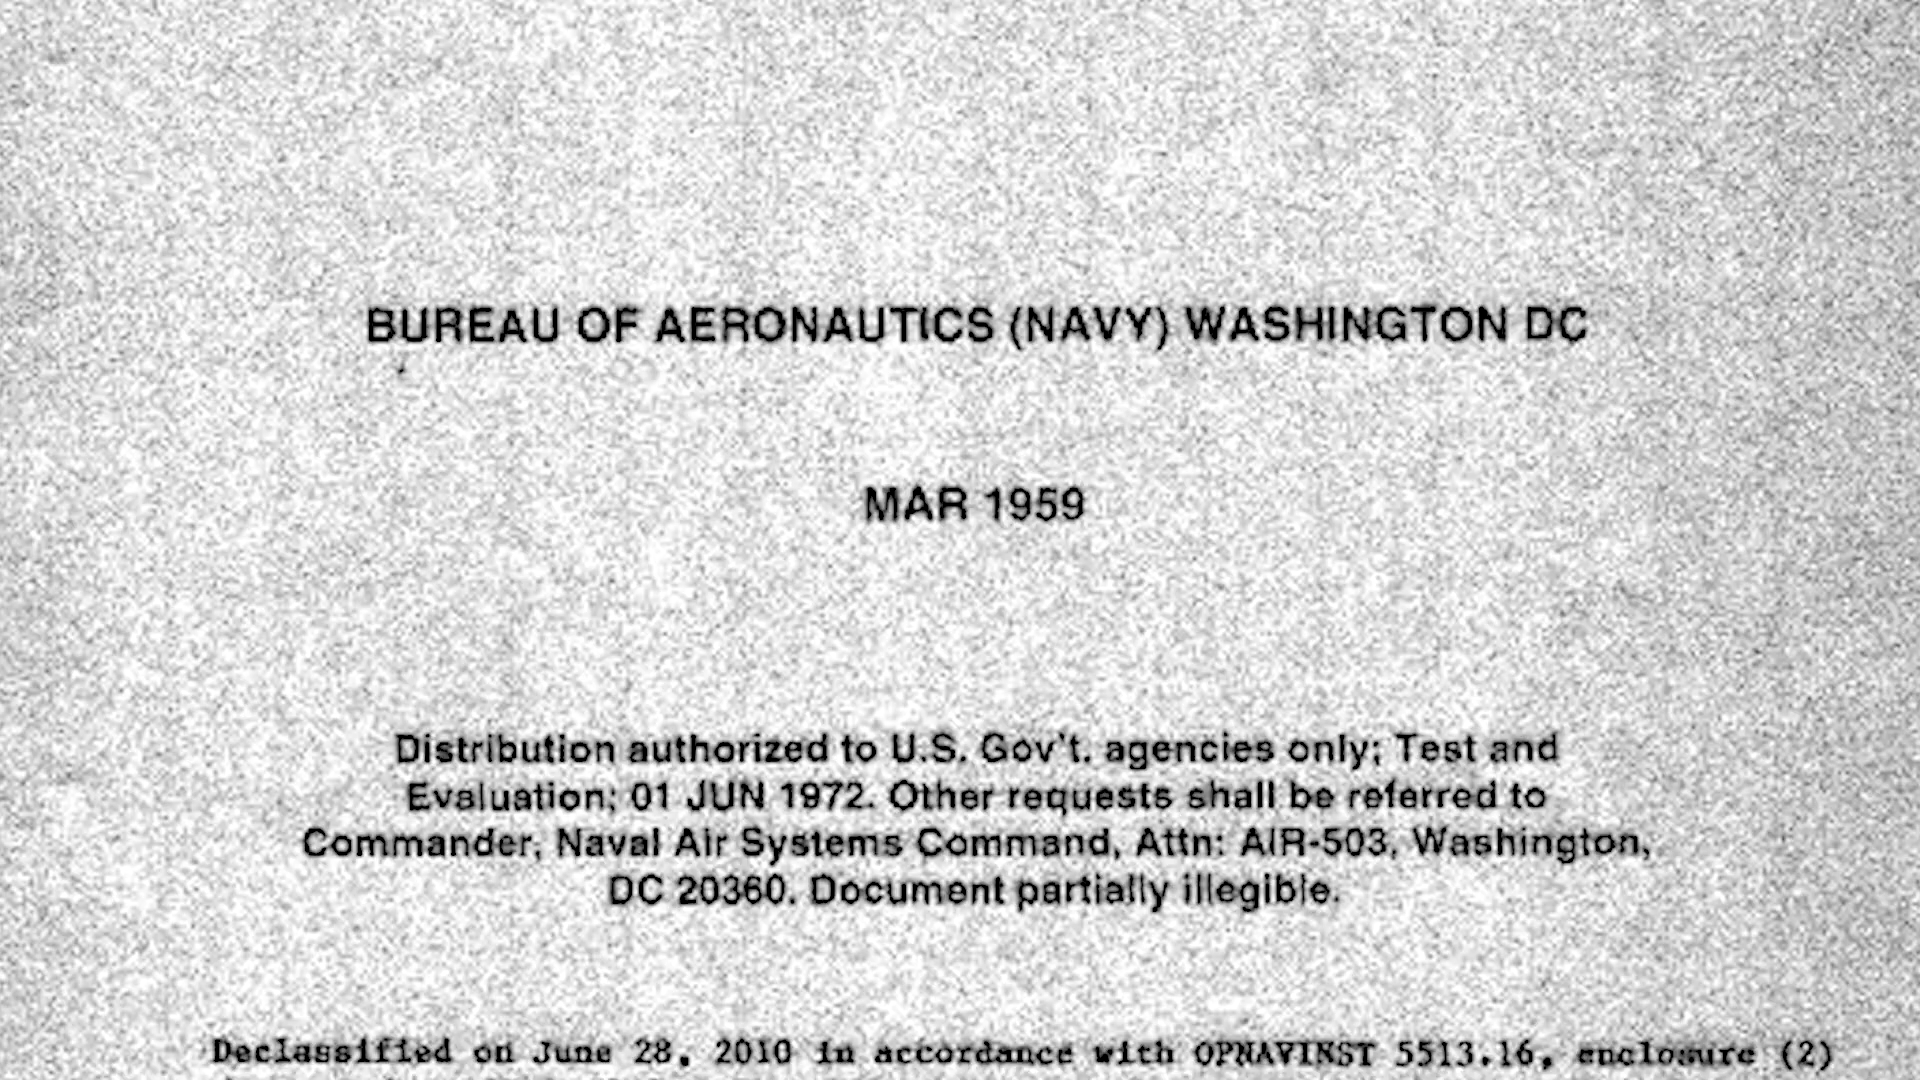 BUREAU OF AERONAUTICS (NAVY) WASHINGTON DC
MAR 1959
Distribution authorized to U.S. Gov't. agencies only; Test and
Evaluation; 01 JUN 1972. Other requests shall be referred to
Commander, Naval Air Systems Command, Attn: AIR-503, Washington,
DC 20360. Document partially illegible.
Declassified on June 28, 2010 in accordance with OPNAVINST 5513.16, enclosure (2)